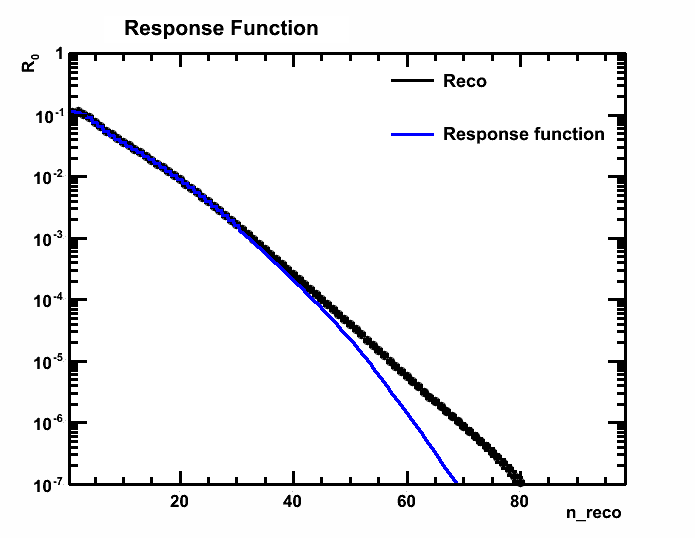 Response Function
R0
1
Reco
10-1
Response function
10-2
10-3
10-4
10-5
10-6
10-7
20 40 60 80
n_reco